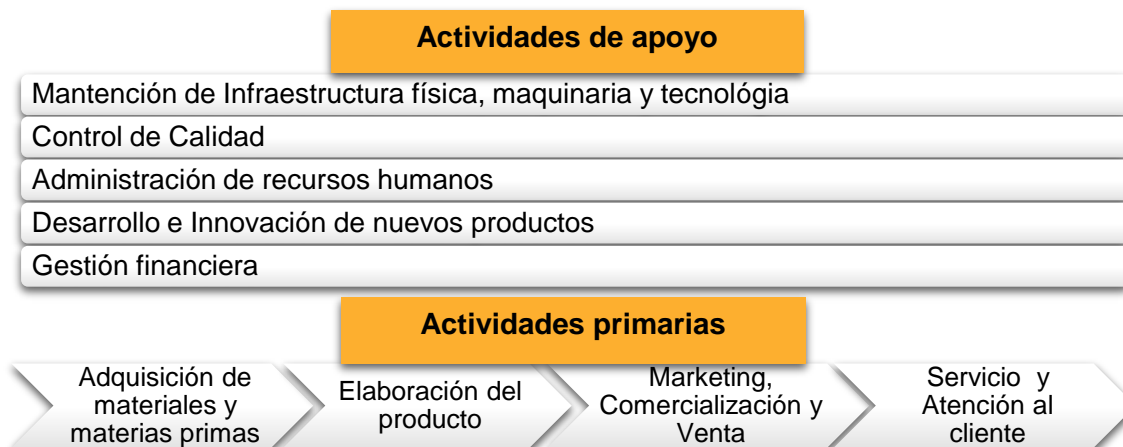 Actividades de apoyo
Mantención de Infraestructura física, maquinaria y tecnológia
Control de Calidad
Administración de recursos humanos
Desarrollo e Innovación de nuevos productos
Gestión financiera
Actividades primarias
Adquisición de
materiales y
materias primas
Elaboración del
producto
Marketing,
Comercialización y
Venta
Servicio y
Atención al
cliente